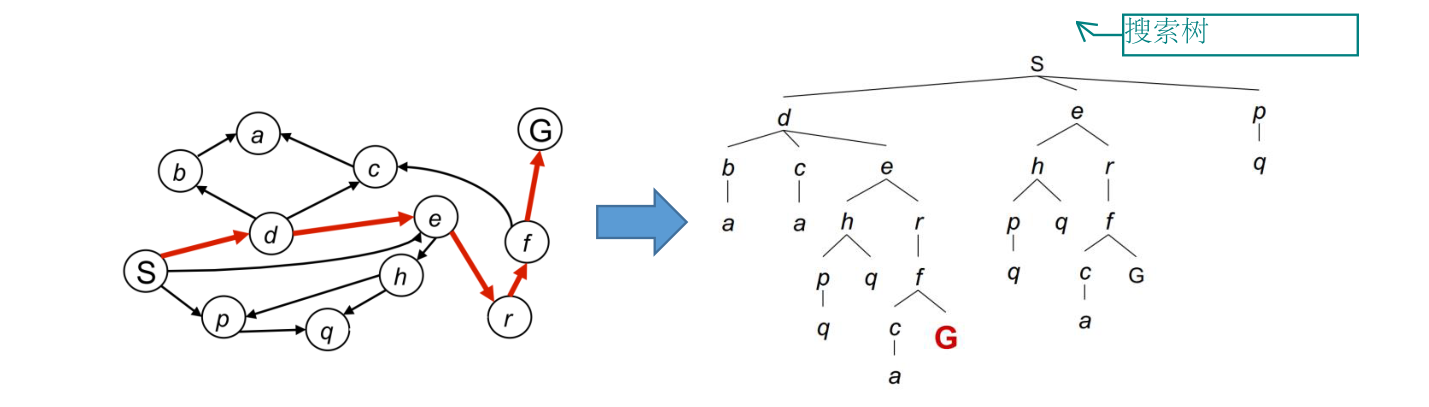 搜索树
S
d e p
b c e h r q
a a h r p q f
p q f q c G
q c G a
a
G
a
c
b
e
d
f
S
h
p
q
r